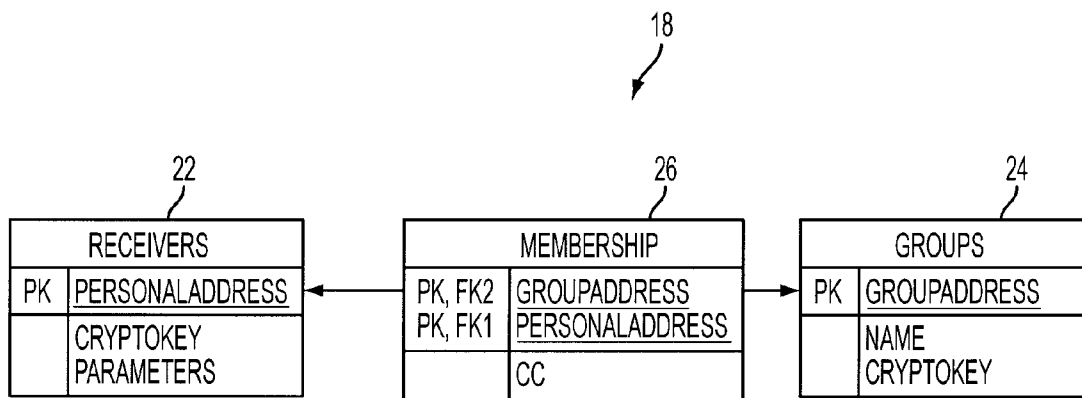 18
22
26
24
RECEIVERS
PK PERSONALADDRESS
CRYPTOKEY
PARAMETERS
MEMBERSHIP
PK, FK2 GROUPADDRESS
PK, FK1 PERSONALADDRESS
CC
GROUPS
PK GROUPADDRESS
NAME
CRYPTOKEY